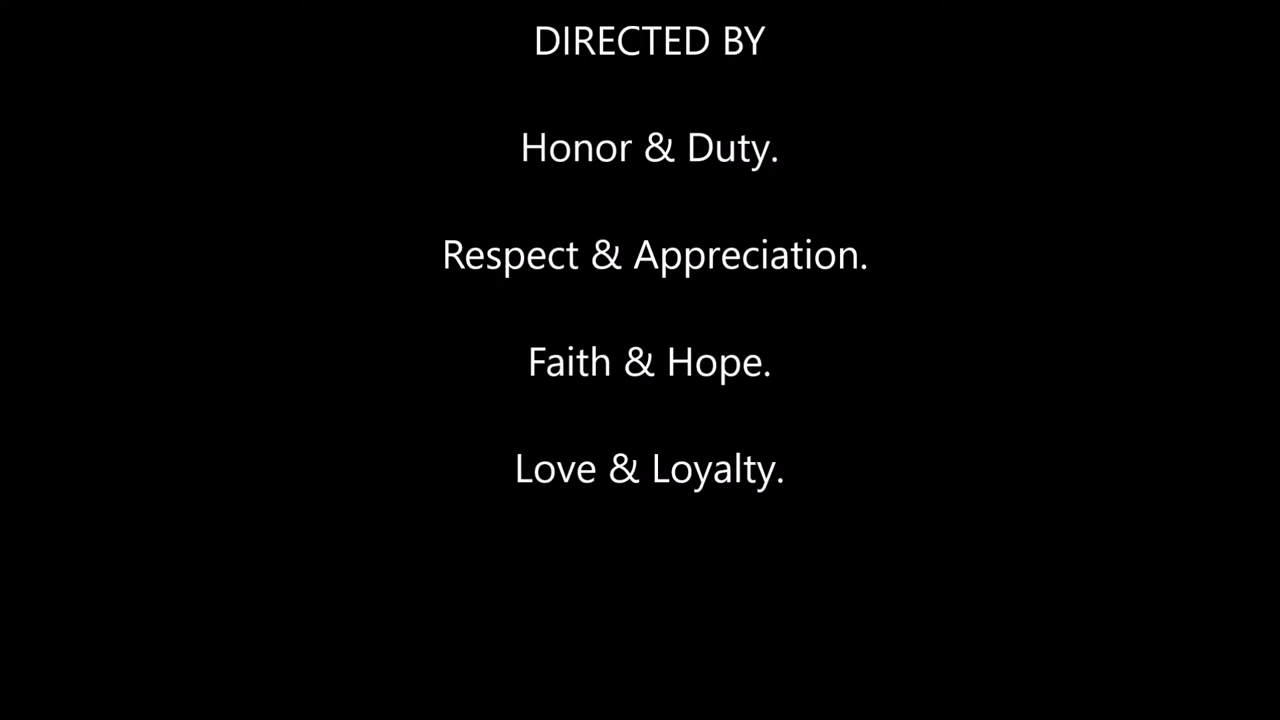 DIRECTED BY
Honor & Duty.
Respect & Appreciation.
Faith & Hope.
Love & Loyalty.